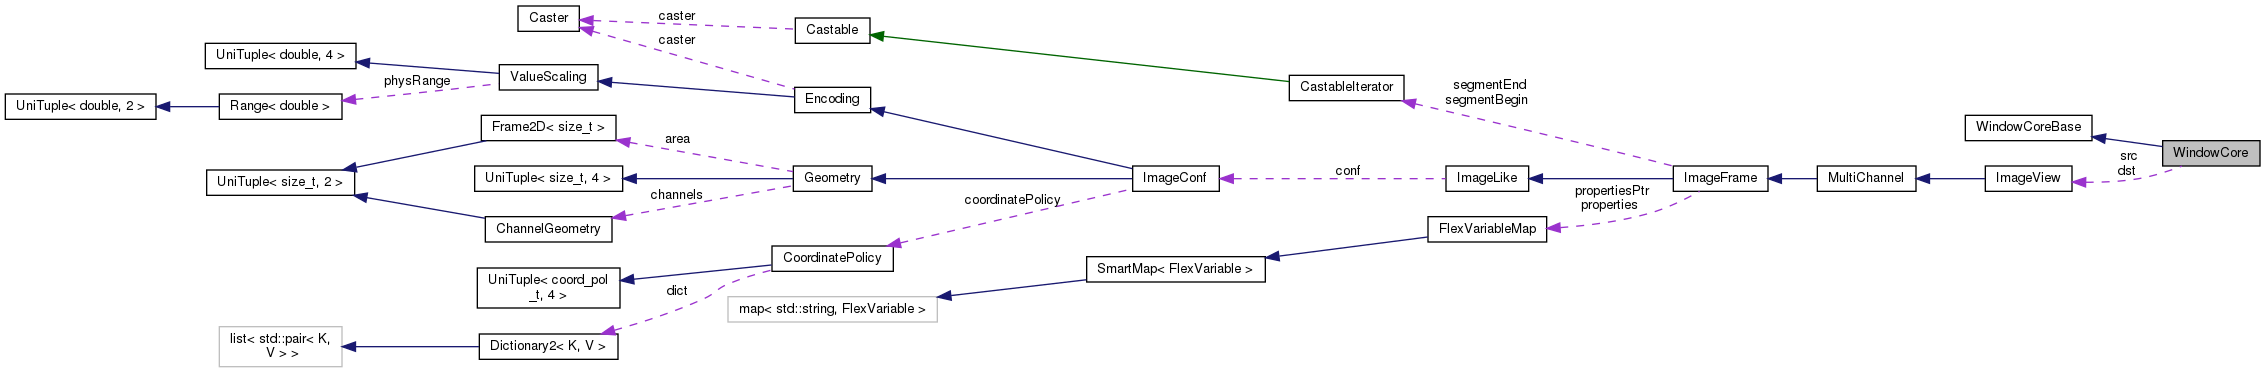 Caster
caster
Castable
caster
UniTuple< double, 4 >
ValueScaling
physRange
UniTuple< double, 2 >
Range< double >
Encoding
CastableIterator
segmentEnd
segmentBegin
Frame2D< size_t >
area
WindowCoreBase
WindowCore
UniTuple< size_t, 2 >
UniTuple< size_t, 4 >
Geometry
ImageConf
conf
ImageLike
ImageFrame
MultiChannel
ImageView
src
dst
channels
ChannelGeometry
coordinatePolicy
propertiesPtr
properties
FlexVariableMap
CoordinatePolicy
SmartMap< FlexVariable >
UniTuple< coord_pol
_t, 4 >
dict
map< std::string, FlexVariable >
list< std::pair< K,
V > >
Dictionary2< K, V >